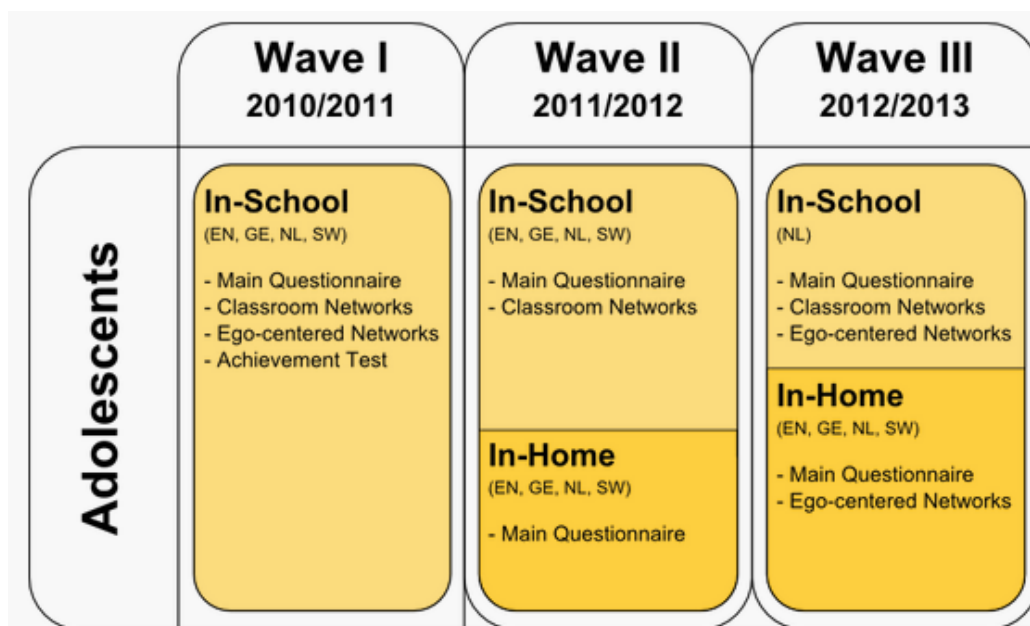 Wave I
2010/2011
Wave II
2011/2012
Wave III
2012/2013
Adolescents
In-School
(EN, GE, NL, SW)
- Main Questionnaire
- Classroom Networks
- Ego-centered Networks
- Achievement Test
In-School
(EN, GE, NL, SW)
- Main Questionnaire
- Classroom Networks
In-Home
(EN, GE, NL, SW)
- Main Questionnaire
In-School
(NL)
- Main Questionnaire
- Classroom Networks
- Ego-centered Networks
In-Home
(EN, GE, NL, SW)
- Main Questionnaire
- Ego-centered Networks